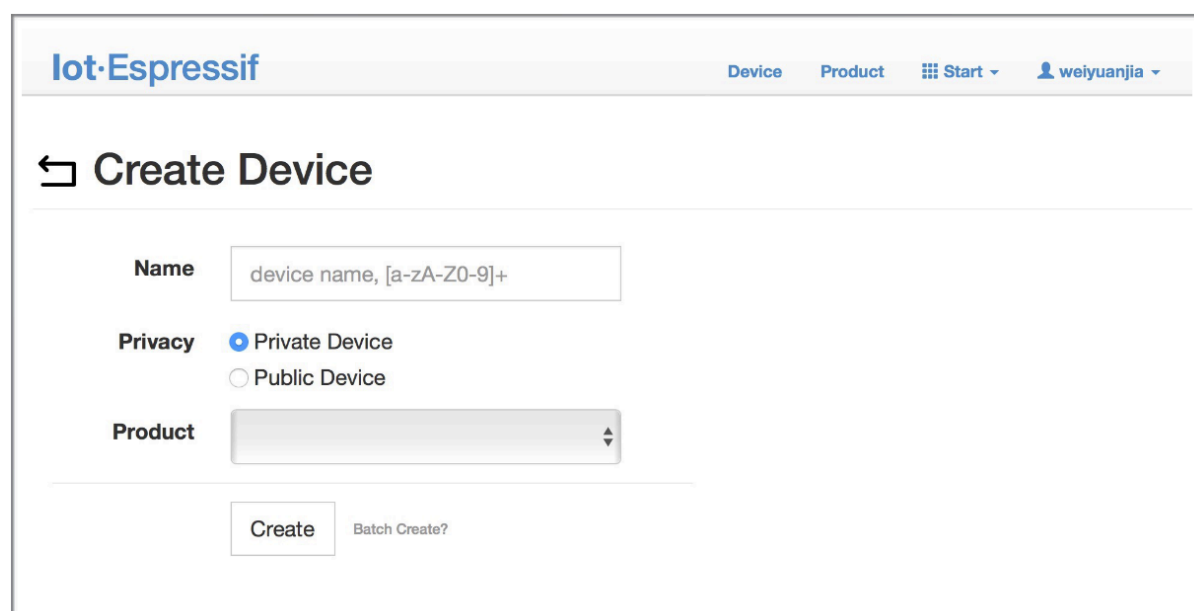 Iot·Espressif
Device Product Start weiyuanjia
Create Device
Name device name, [a-zA-Z0-9]+
Privacy Private Device
Public Device
Product
Create Batch Create?